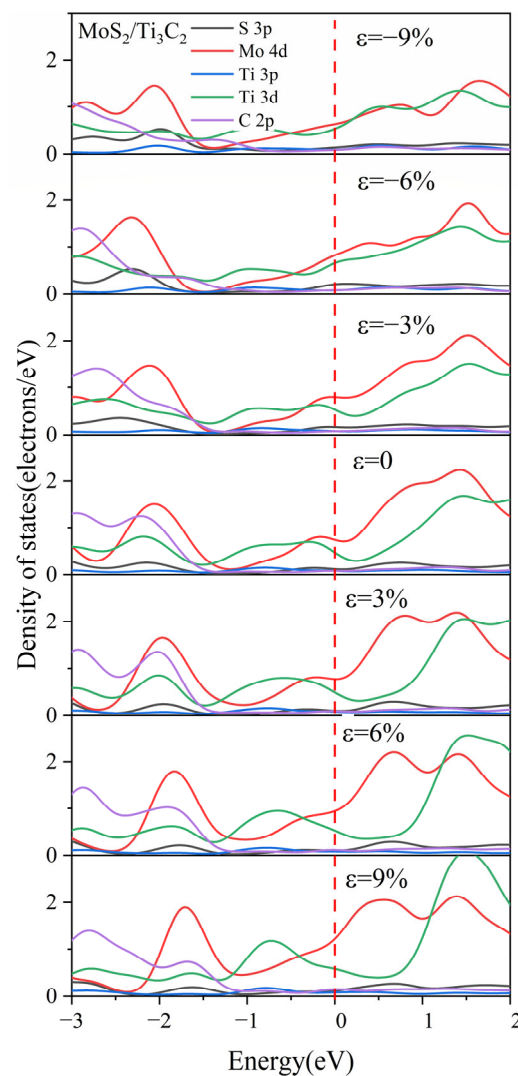 MoS₂/Ti₃C₂
S 3p
Mo 4d
Ti 3p
Ti 3d
C 2p
ε=−9%
2
0
ε=−6%
2
0
ε=−3%
2
0
ε=0
2
0
ε=3%
2
0
ε=6%
2
0
ε=9%
2
0
−3
−2
−1
0
1
2
Density of states(electrons/eV)
Energy(eV)